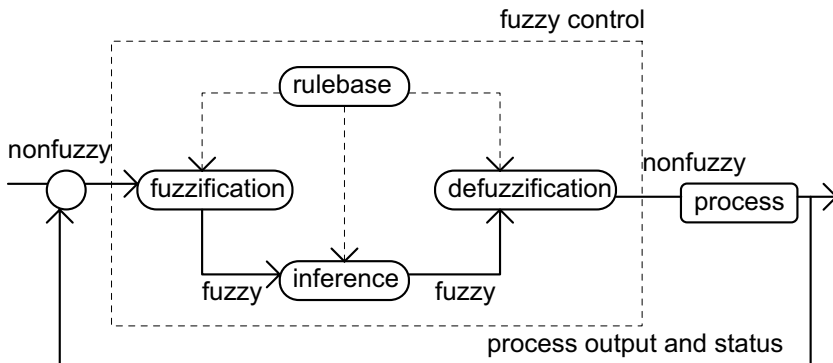 fuzzy control
rulebase
nonfuzzy
fuzzification
defuzzification
nonfuzzy
process
fuzzy
inference
fuzzy
process output and status